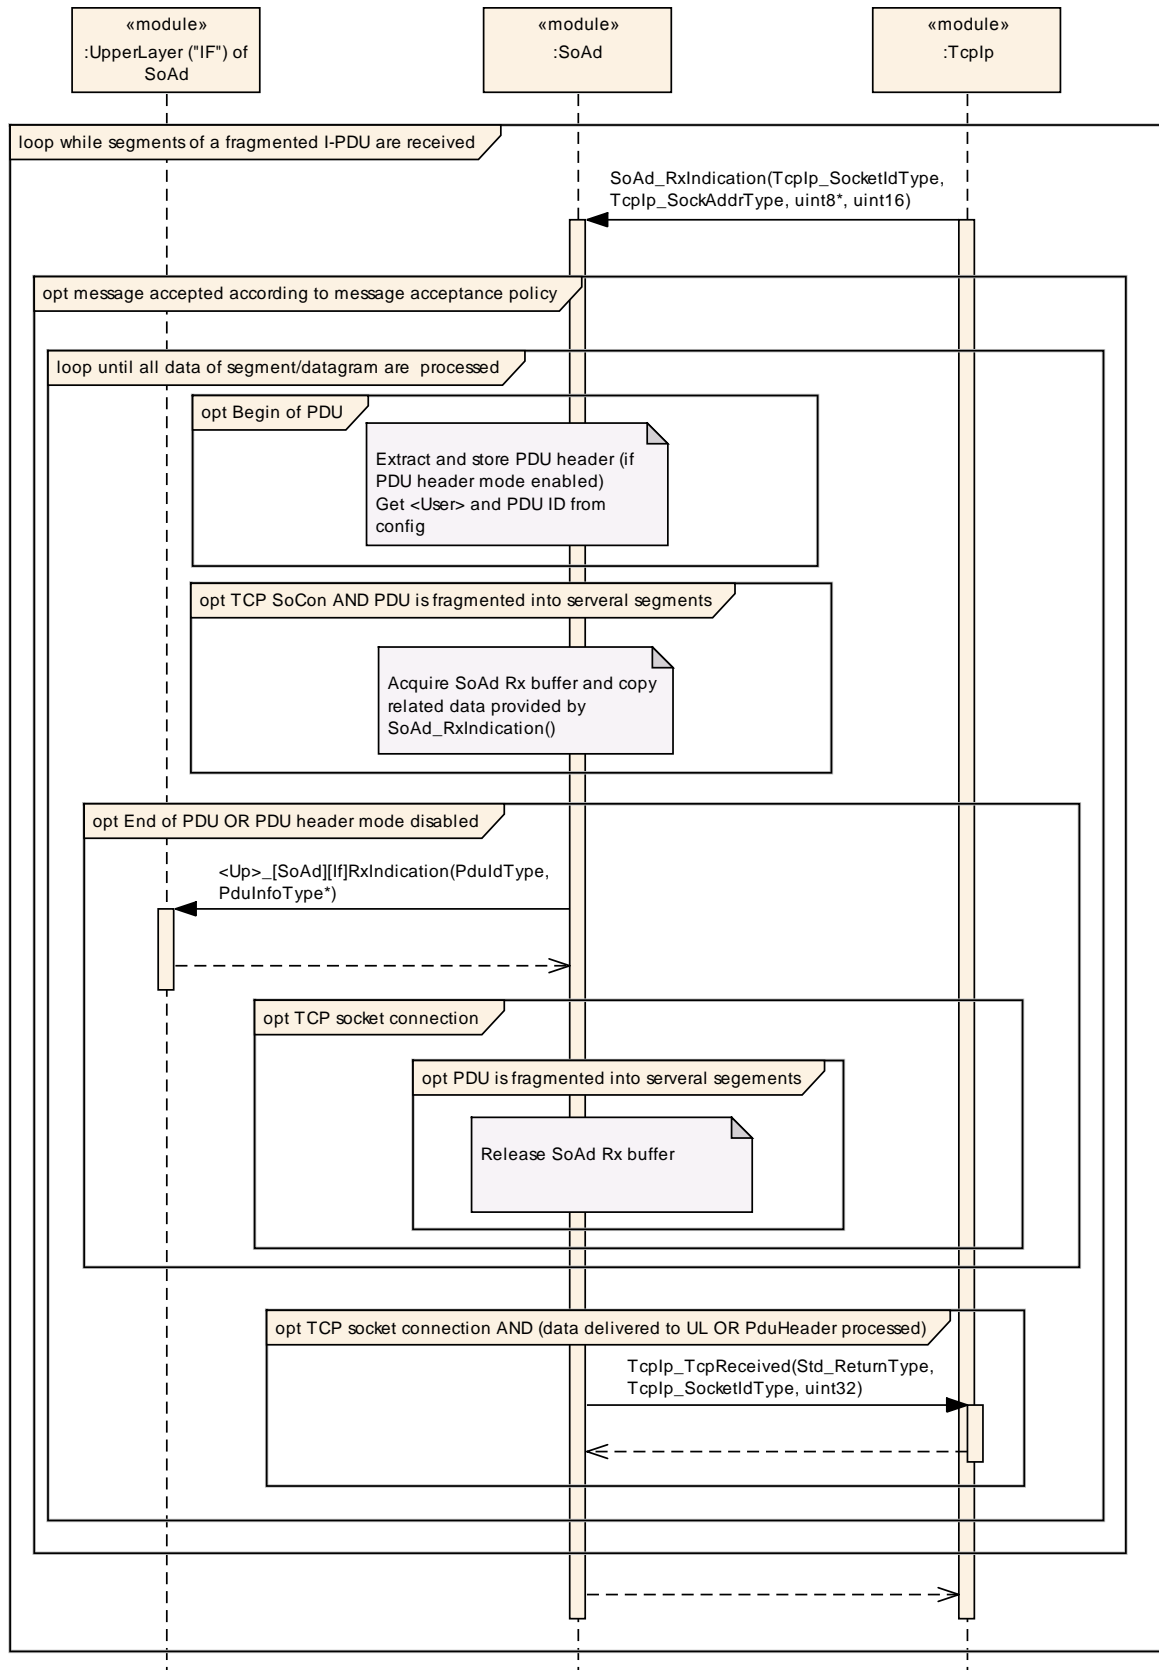 «module»
:UpperLayer ("IF") of
SoAd
«module»
:SoAd
«module»
:TcpIp
loop while segments of a fragmented I-PDU are received
SoAd_RxIndication(TcpIp_SocketIdType,
TcpIp_SockAddrType, uint8*, uint16)
opt message accepted according to message acceptance policy
loop until all data of segment/datagram are  processed
opt Begin of PDU
Extract and store PDU header (if
PDU header mode enabled)
Get <User> and PDU ID from
config
opt TCP SoCon AND PDU is fragmented into serveral segments
Acquire SoAd Rx buffer and copy
related data provided by
SoAd_RxIndication()
opt End of PDU OR PDU header mode disabled
<Up>_[SoAd][If]RxIndication(PduIdType,
PduInfoType*)
opt TCP socket connection
opt PDU is fragmented into serveral segements
Release SoAd Rx buffer
opt TCP socket connection AND (data delivered to UL OR PduHeader processed)
TcpIp_TcpReceived(Std_ReturnType,
TcpIp_SocketIdType, uint32)